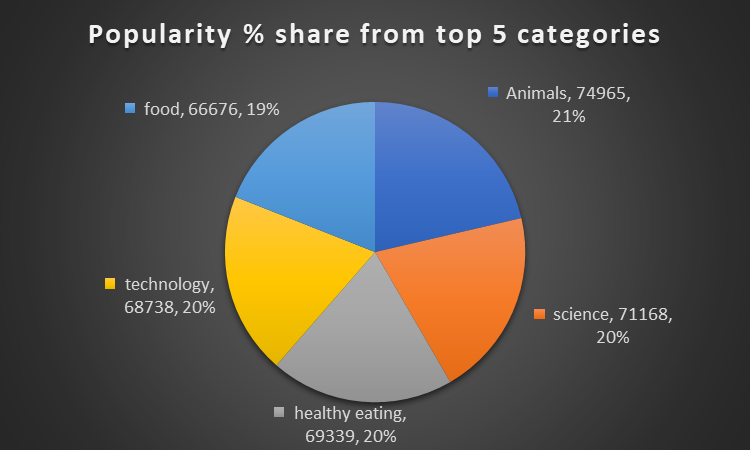 Popularity % share from top 5 categories
Animals, 74965,
21%
science, 71168,
20%
healthy eating,
69339, 20%
technology,
68738, 20%
food, 66676, 19%